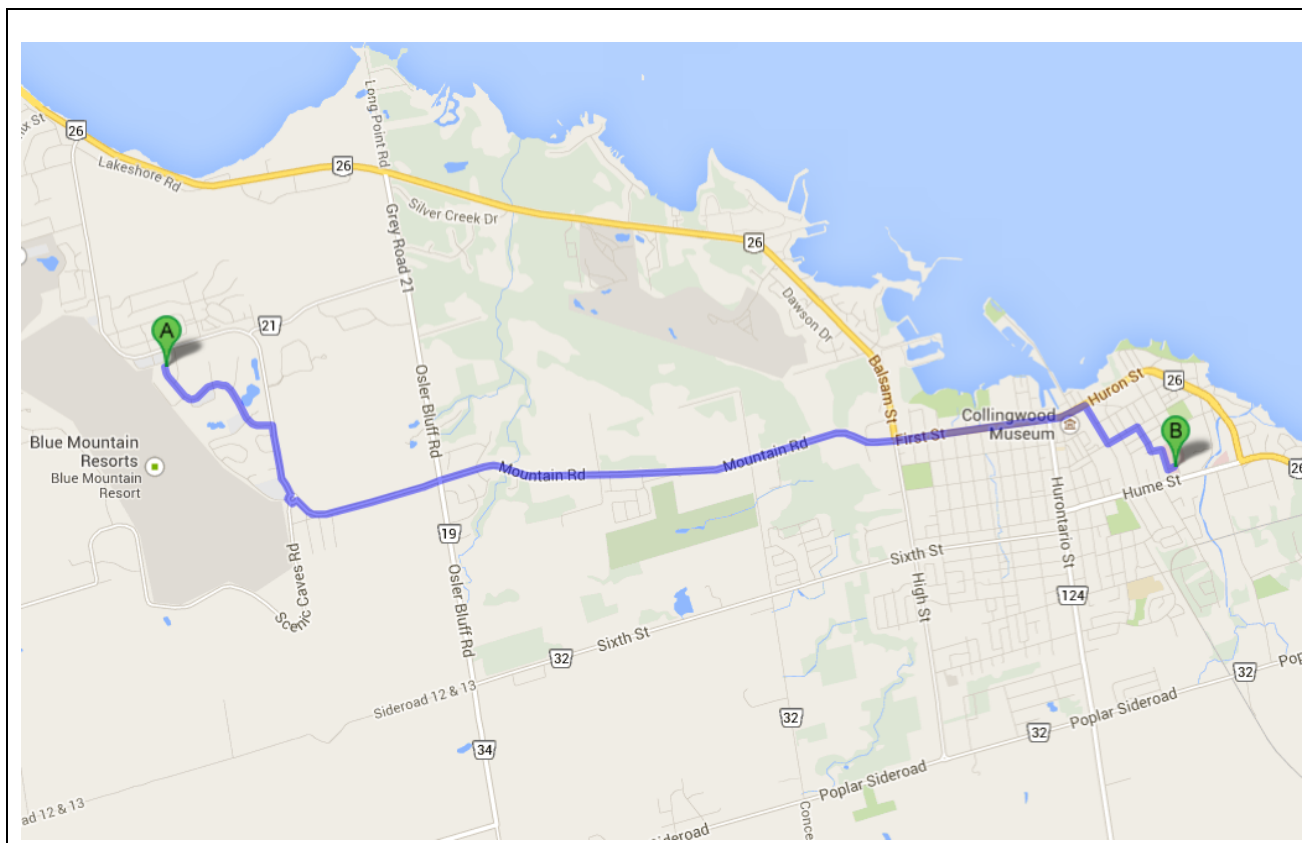 26
Lakeshore Rd
26
Long Point Rd
Silver Creek Dr
Grey Road 21
26
Dawson Dr
21
A
Balsam St
Osler Bluff Rd
Huron St
26
Collingwood
Museum
First St
B
Blue Mountain
Resorts
Blue Mountain
Resort
Mountain Rd
Mountain Rd
Hume St
26
19
Hurontario St
Sixth St
Scenic Caves Rd
Osler Bluff Rd
High St
124
Sixth St
32
Sideroad 12 & 13
32
32
Poplar Sideroad
32
34
Poplar Sideroad